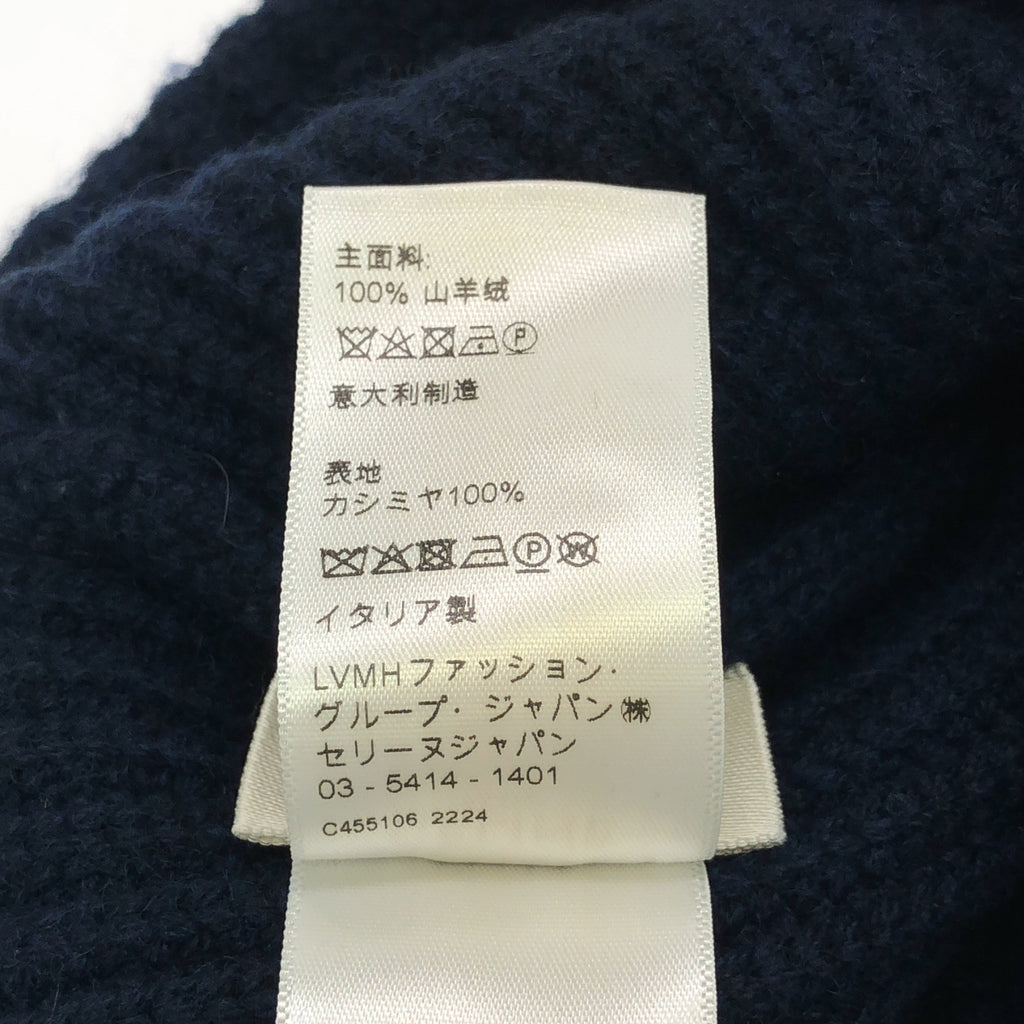 主面料:
100% 山羊绒
意大利制造
表地
カシミヤ100%
イタリア製
LVMHファッション·
グループ· ジャパン㈱
セリーヌジャパン
03 - 5414 - 1401
C455106 2224